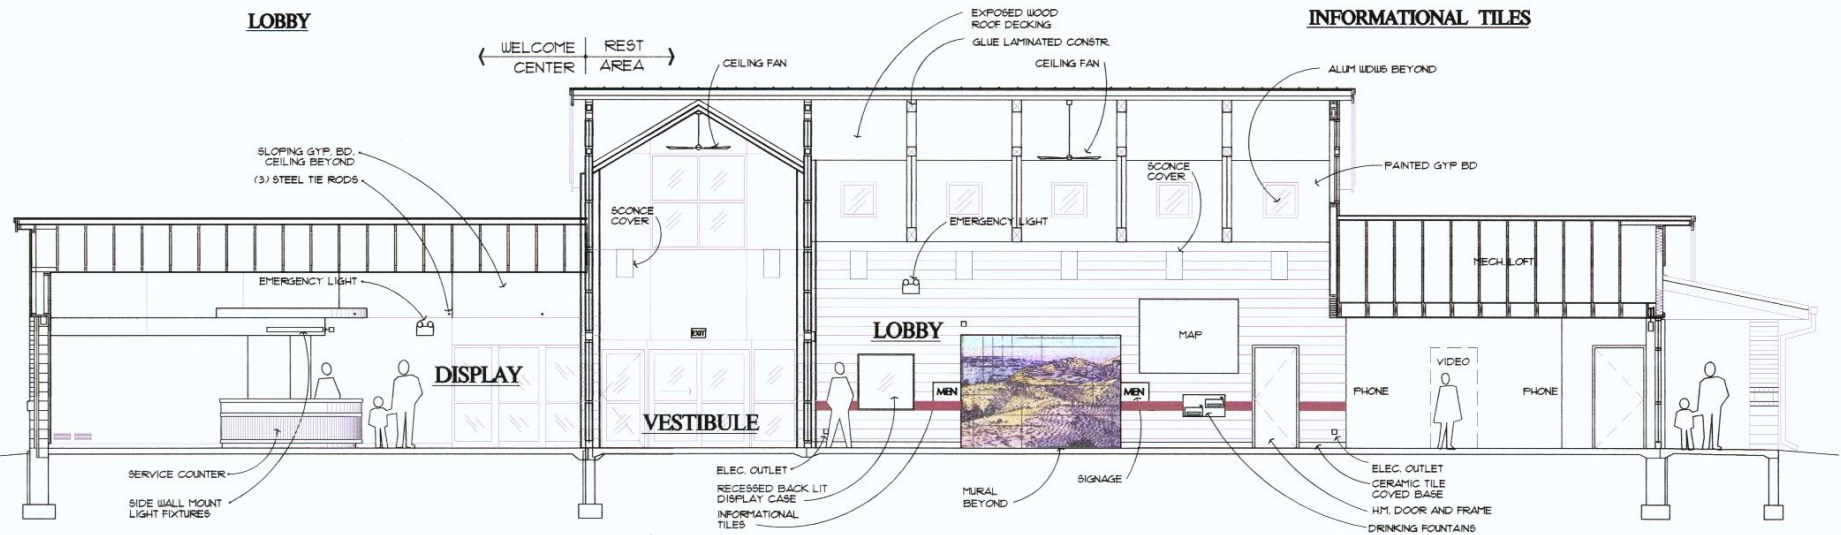 LOBBY
INFORMATIONAL TILES
WELCOME
CENTER
REST
AREA
CEILING FAN
EXPOSED WOOD
ROOF DECKING
GLUE LAMINATED CONSTR.
CEILING FAN
ALUM WDWS BEYOND
SLOPING GYP. BD.
CEILING BEYOND
(3) STEEL TIE RODS
SCONCE
COVER
SCONCE
COVER
PAINTED GYP BD
EMERGENCY LIGHT
EMERGENCY LIGHT
MECH. LOFT
EXIT
LOBBY
MAP
DISPLAY
VESTIBULE
MEN
MEN
PHONE
VIDEO
PHONE
SERVICE COUNTER
SIDE WALL MOUNT
LIGHT FIXTURES
ELEC. OUTLET
RECESSED BACK LIT
DISPLAY CASE
INFORMATIONAL
TILES
MURAL
BEYOND
SIGNAGE
ELEC. OUTLET
CERAMIC TILE
COVED BASE
H.M. DOOR AND FRAME
DRINKING FOUNTAINS